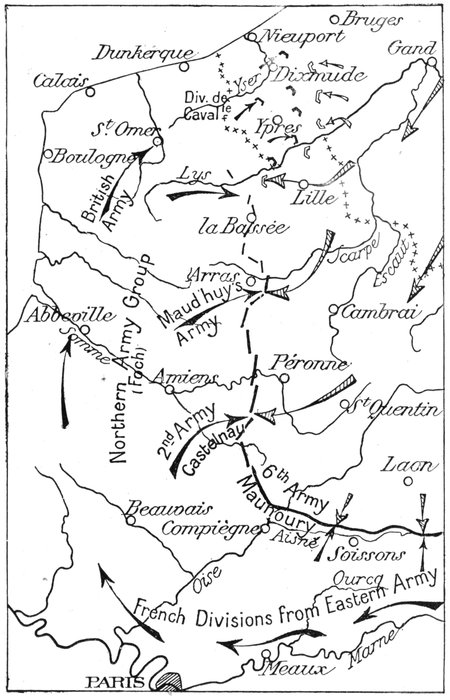 Bruges
Nieuport
Dunkerque
Gand
Dixmude
Yser
Calais
Div. de
Caval^le
St Omer
Ypres
Boulogne
British
Army
Lys
Lille
la Bassée
Scarpe
Escaut
Arras
Maud'huy's
Army
Northern Army Group
(Foch)
Abbeville
Somme
Cambrai
Péronne
Amiens
St Quentin
2nd Army
Castelnau
6th Army
Maunoury
Laon
Beauvais
Compiègne
Aisne
Soissons
Oise
Ourcq
French Divisions from Eastern Army
Marne
Meaux
PARIS